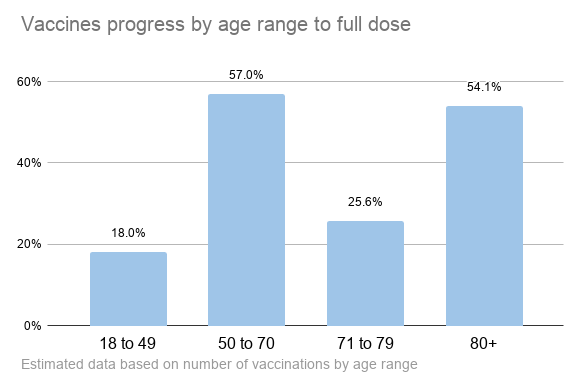 Vaccines progress by age range to full dose
60%
40%
20%
0%
18.0%
57.0%
25.6%
54.1%
18 to 49
50 to 70
71 to 79
80+
Estimated data based on number of vaccinations by age range